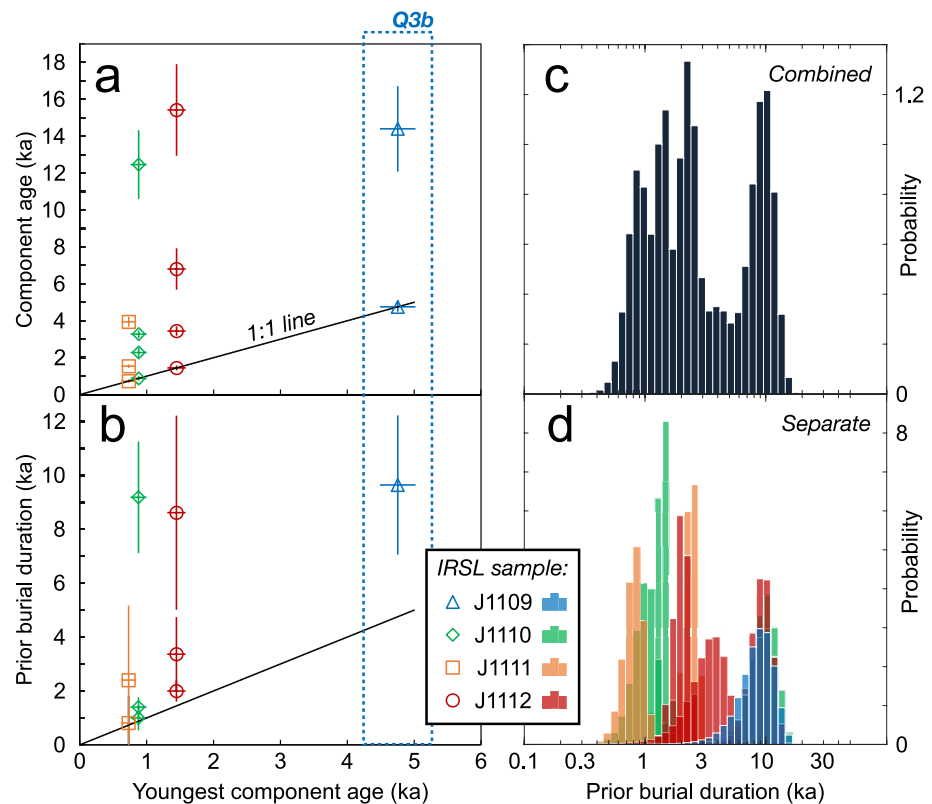 Q3b
a
18
16
14
12
10
8
6
4
2
0
Component age (ka)
1:1 line
b
12
10
8
6
4
2
0
Prior burial duration (ka)
0 1 2 3 4 5 6
Youngest component age (ka)
c
Combined
1.2
0
Probability
d
Separate
8
0
Probability
0.1 0.3 1 3 10 30
Prior burial duration (ka)
IRSL sample:
J1109
J1110
J1111
J1112